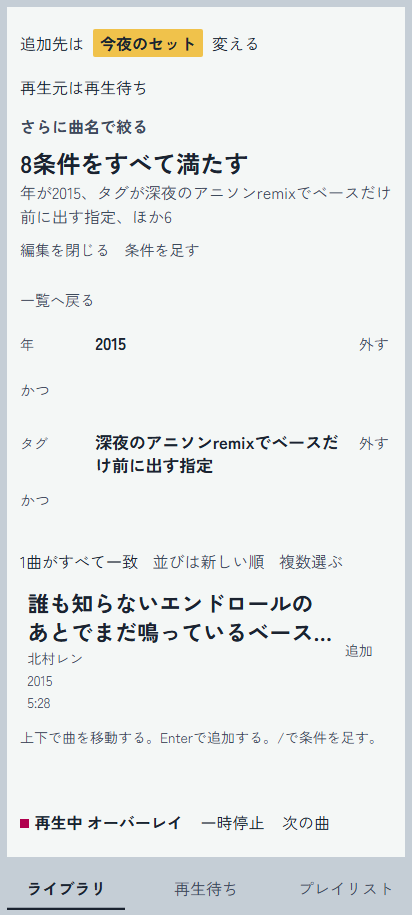 追加先は 今夜のセット 変える
再生元は再生待ち
さらに曲名で絞る
8条件をすべて満たす
年が2015、タグが深夜のアニソンremixでベースだけ
前に出す指定、ほか6
編集を閉じる 条件を足す
一覧へ戻る
年 2015 外す
かつ
タグ 深夜のアニソンremixでベースだ 外す
け前に出す指定
かつ
1曲がすべて一致 並びは新しい順 複数選ぶ
誰も知らないエンドロールの
あとでまだ鳴っているベース…
追加
北村レン
2015
5:28
上下で曲を移動する。Enterで追加する。/で条件を足す。
再生中 オーバーレイ 一時停止 次の曲
ライブラリ 再生待ち プレイリスト